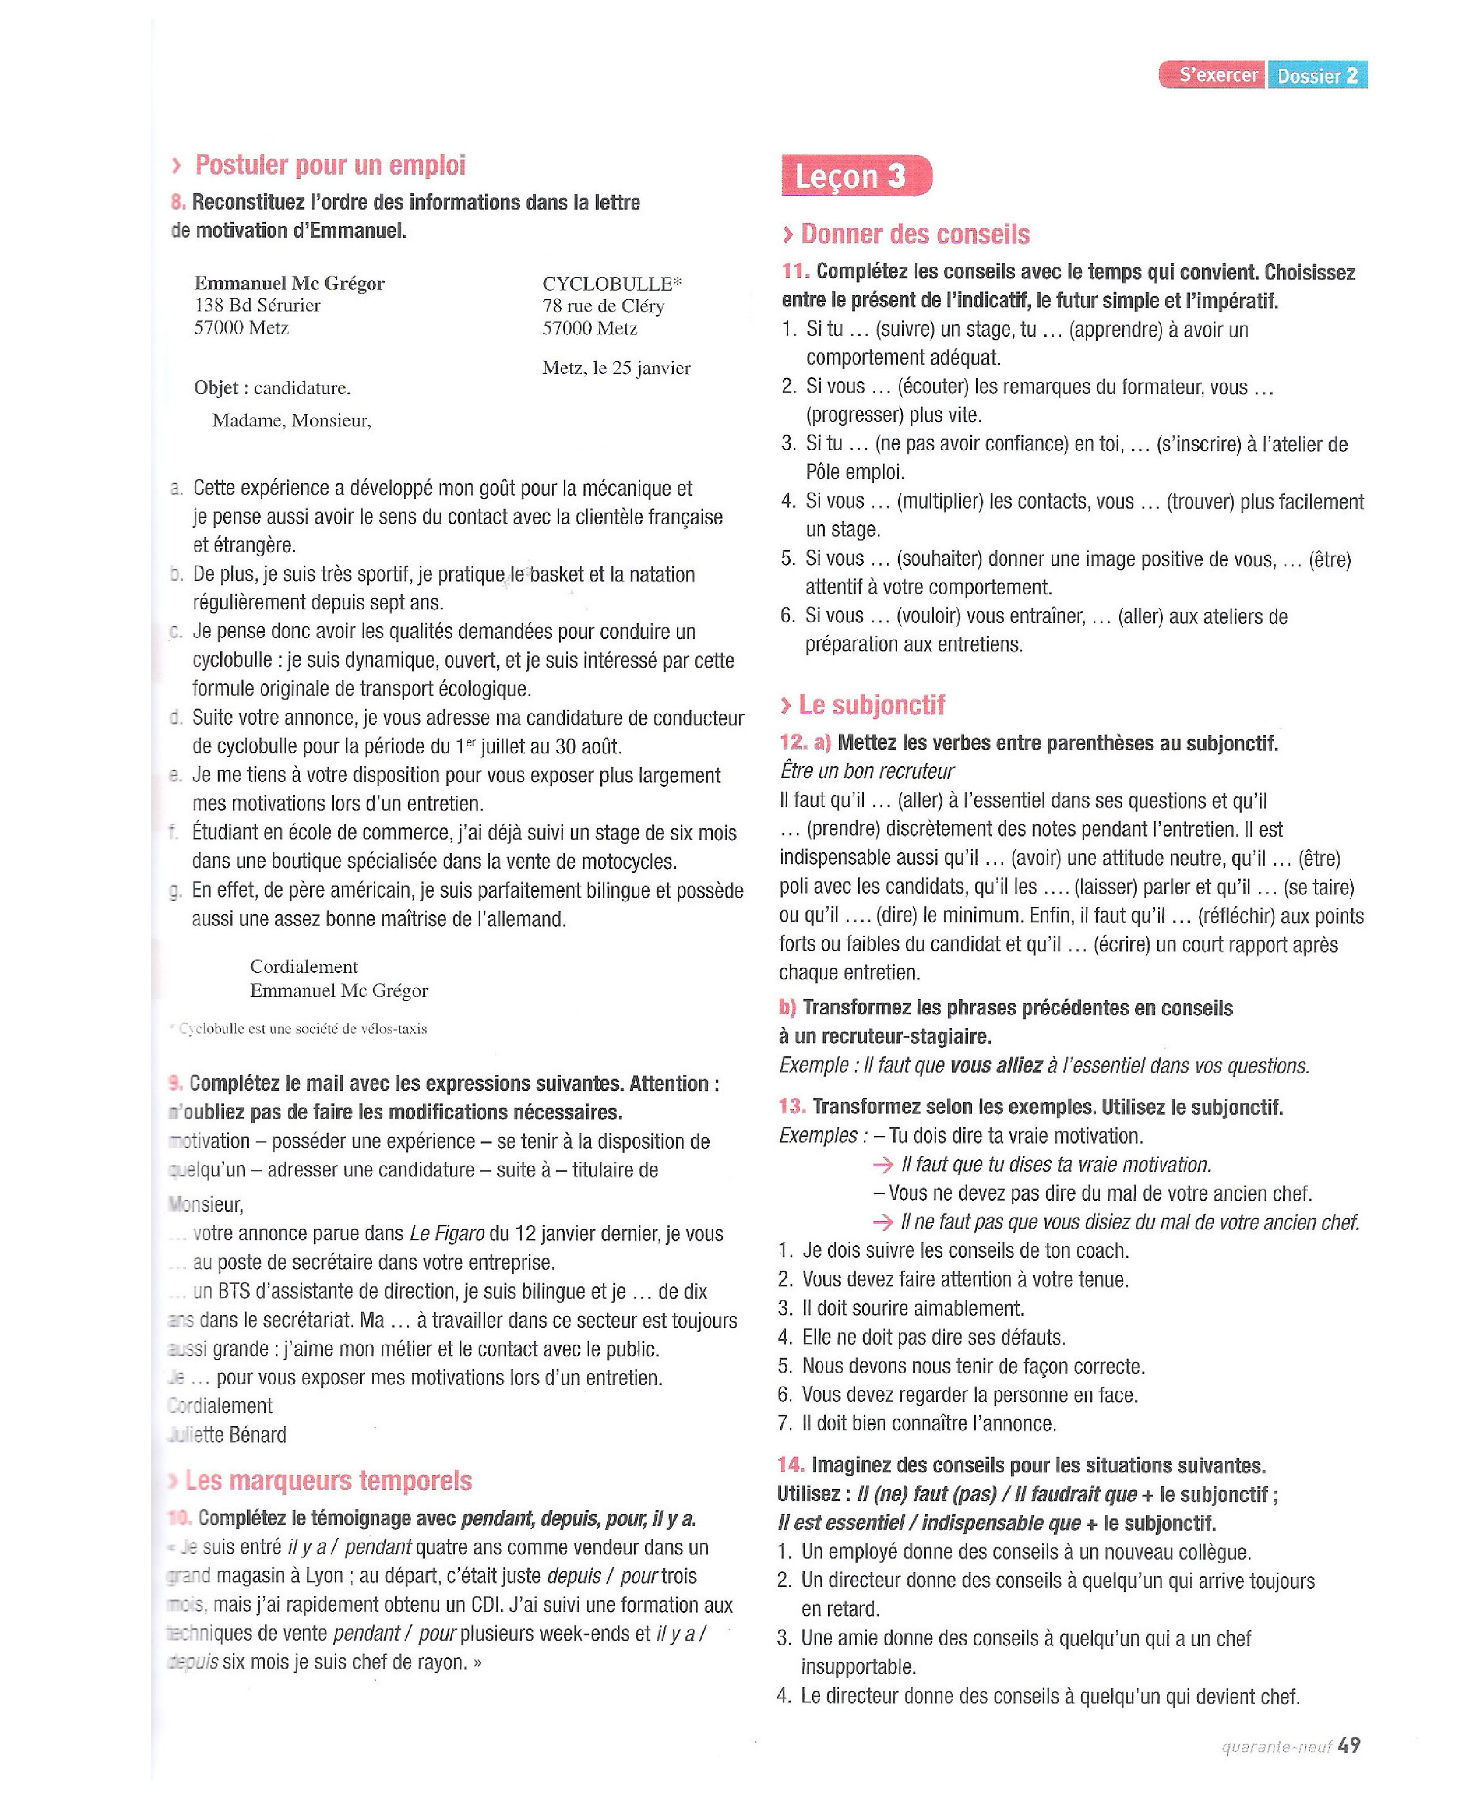 S'exercer Dossier 2
› Postuler pour un emploi
8. Reconstituez l'ordre des informations dans la lettre
de motivation d'Emmanuel.
Emmanuel Mc Grégor
138 Bd Sérurier
57000 Metz
CYCLOBULLE*
78 rue de Cléry
57000 Metz
Metz, le 25 janvier
Objet : candidature.
Madame, Monsieur,
a. Cette expérience a développé mon goût pour la mécanique et
je pense aussi avoir le sens du contact avec la clientèle française
et étrangère.
b. De plus, je suis très sportif, je pratique le basket et la natation
régulièrement depuis sept ans.
c. Je pense donc avoir les qualités demandées pour conduire un
cyclobulle : je suis dynamique, ouvert, et je suis intéressé par cette
formule originale de transport écologique.
d. Suite votre annonce, je vous adresse ma candidature de conducteur
de cyclobulle pour la période du 1er juillet au 30 août.
e. Je me tiens à votre disposition pour vous exposer plus largement
mes motivations lors d'un entretien.
f. Étudiant en école de commerce, j'ai déjà suivi un stage de six mois
dans une boutique spécialisée dans la vente de motocycles.
g. En effet, de père américain, je suis parfaitement bilingue et possède
aussi une assez bonne maîtrise de l'allemand.
Cordialement
Emmanuel Mc Grégor
* Cyclobulle est une société de vélos-taxis
9. Complétez le mail avec les expressions suivantes. Attention :
n'oubliez pas de faire les modifications nécessaires.
motivation – posséder une expérience – se tenir à la disposition de
quelqu'un – adresser une candidature – suite à – titulaire de
Monsieur,
... votre annonce parue dans Le Figaro du 12 janvier dernier, je vous
... au poste de secrétaire dans votre entreprise.
... un BTS d'assistante de direction, je suis bilingue et je ... de dix
ans dans le secrétariat. Ma ... à travailler dans ce secteur est toujours
aussi grande : j'aime mon métier et le contact avec le public.
Je ... pour vous exposer mes motivations lors d'un entretien.
Cordialement
Juliette Bénard
› Les marqueurs temporels
10. Complétez le témoignage avec pendant, depuis, pour, il y a.
« Je suis entré il y a / pendant quatre ans comme vendeur dans un
grand magasin à Lyon ; au départ, c'était juste depuis / pour trois
mois, mais j'ai rapidement obtenu un CDI. J'ai suivi une formation aux
techniques de vente pendant / pour plusieurs week-ends et il y a /
depuis six mois je suis chef de rayon. »
Leçon 3
› Donner des conseils
11. Complétez les conseils avec le temps qui convient. Choisissez
entre le présent de l'indicatif, le futur simple et l'impératif.
1. Si tu ... (suivre) un stage, tu ... (apprendre) à avoir un
comportement adéquat.
2. Si vous ... (écouter) les remarques du formateur, vous ...
(progresser) plus vite.
3. Si tu ... (ne pas avoir confiance) en toi, ... (s'inscrire) à l'atelier de
Pôle emploi.
4. Si vous ... (multiplier) les contacts, vous ... (trouver) plus facilement
un stage.
5. Si vous ... (souhaiter) donner une image positive de vous, ... (être)
attentif à votre comportement.
6. Si vous ... (vouloir) vous entraîner, ... (aller) aux ateliers de
préparation aux entretiens.
› Le subjonctif
12. a) Mettez les verbes entre parenthèses au subjonctif.
Être un bon recruteur
Il faut qu'il ... (aller) à l'essentiel dans ses questions et qu'il
... (prendre) discrètement des notes pendant l'entretien. Il est
indispensable aussi qu'il ... (avoir) une attitude neutre, qu'il ... (être)
poli avec les candidats, qu'il les .... (laisser) parler et qu'il ... (se taire)
ou qu'il .... (dire) le minimum. Enfin, il faut qu'il ... (réfléchir) aux points
forts ou faibles du candidat et qu'il ... (écrire) un court rapport après
chaque entretien.
b) Transformez les phrases précédentes en conseils
à un recruteur-stagiaire.
Exemple : Il faut que vous alliez à l'essentiel dans vos questions.
13. Transformez selon les exemples. Utilisez le subjonctif.
Exemples : – Tu dois dire ta vraie motivation.
→ Il faut que tu dises ta vraie motivation.
– Vous ne devez pas dire du mal de votre ancien chef.
→ Il ne faut pas que vous disiez du mal de votre ancien chef.
1. Je dois suivre les conseils de ton coach.
2. Vous devez faire attention à votre tenue.
3. Il doit sourire aimablement.
4. Elle ne doit pas dire ses défauts.
5. Nous devons nous tenir de façon correcte.
6. Vous devez regarder la personne en face.
7. Il doit bien connaître l'annonce.
14. Imaginez des conseils pour les situations suivantes.
Utilisez : Il (ne) faut (pas) / Il faudrait que + le subjonctif ;
Il est essentiel / indispensable que + le subjonctif.
1. Un employé donne des conseils à un nouveau collègue.
2. Un directeur donne des conseils à quelqu'un qui arrive toujours
en retard.
3. Une amie donne des conseils à quelqu'un qui a un chef
insupportable.
4. Le directeur donne des conseils à quelqu'un qui devient chef.
quarante-neuf 49